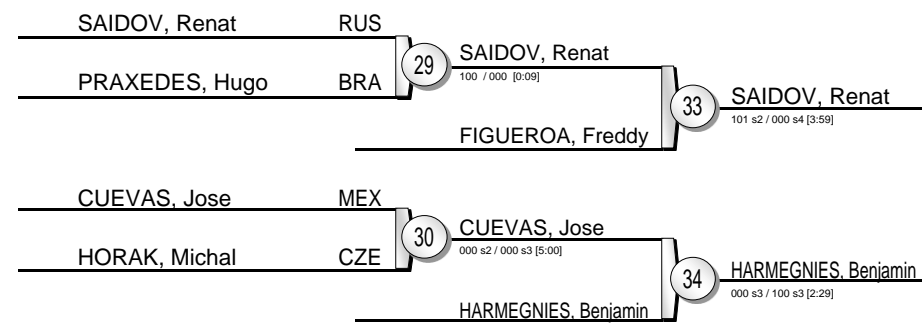 SAIDOV, Renat RUS
PRAXEDES, Hugo BRA
29
SAIDOV, Renat
100 / 000 [0:09]
FIGUEROA, Freddy
33
SAIDOV, Renat
101 s2 / 000 s4 [3:59]
CUEVAS, Jose MEX
HORAK, Michal CZE
30
CUEVAS, Jose
000 s2 / 000 s3 [5:00]
HARMEGNIES, Benjamin
34
HARMEGNIES, Benjamin
000 s3 / 100 s3 [2:29]